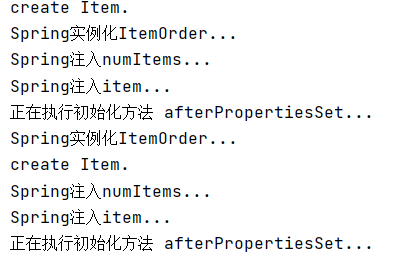 create Item.
Spring实例化ItemOrder...
Spring注入numItems...
Spring注入item...
正在执行初始化方法 afterPropertiesSet...
Spring实例化ItemOrder...
create Item.
Spring注入numItems...
Spring注入item...
正在执行初始化方法 afterPropertiesSet...